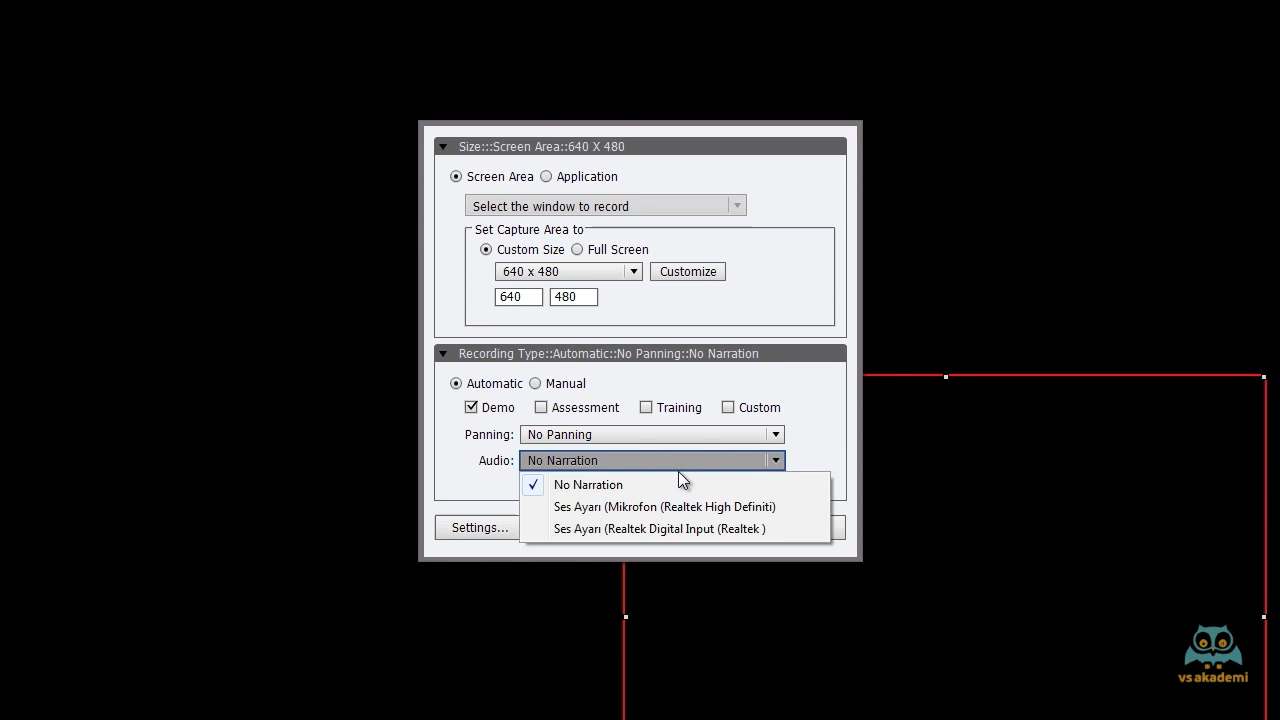 Size:::Screen Area::640 X 480
Screen Area Application
Select the window to record
Set Capture Area to
Custom Size Full Screen
640 x 480 Customize
640 480
Recording Type::Automatic::No Panning::No Narration
Automatic Manual
Demo Assessment Training Custom
Panning: No Panning
Audio: No Narration
No Narration
Ses Ayarı (Mikrofon (Realtek High Definiti)
Ses Ayarı (Realtek Digital Input (Realtek )
Settings...
vsakademi